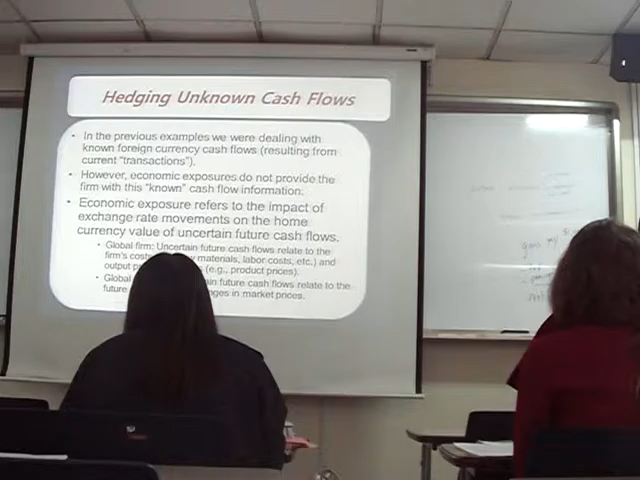 Hedging Unknown Cash Flows
• In the previous examples we were dealing with
known foreign currency cash flows (resulting from
current "transactions").
• However, economic exposures do not provide the
firm with this "known" cash flow information.
• Economic exposure refers to the impact of
exchange rate movements on the home
currency value of uncertain future cash flows.
• Global firm: Uncertain future cash flows relate to the
firm's costs materials, labor costs, etc.) and
output (e.g., product prices).
• Global future cash flows relate to the
future in market prices.